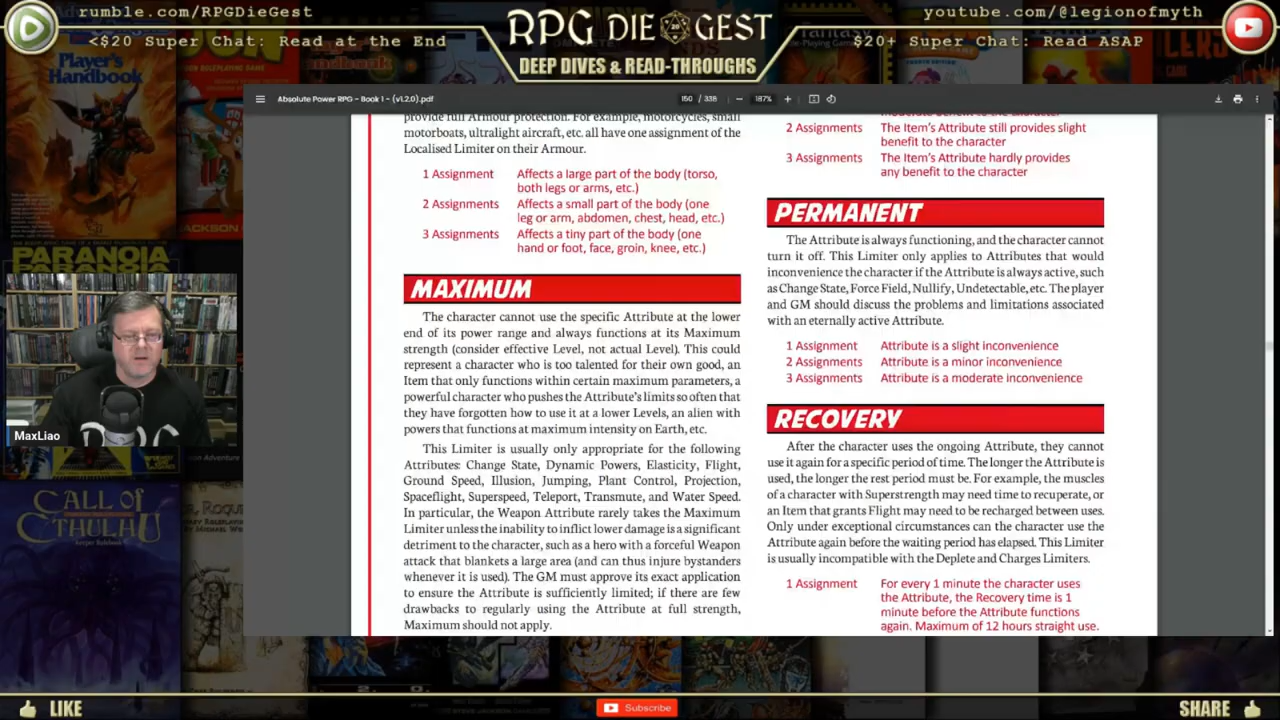 rumble.com/RPGDieGest
<$20 Super Chat: Read at the End
RPG DIE GEST
DEEP DIVES & READ-THROUGHS
youtube.com/@legionofmyth
$20+ Super Chat: Read ASAP
Player's
Handbook
Absolute Power RPG - Book 1 - (v1.2.0).pdf
150 / 338
187%
provide full Armour protection. For example, motorcycles, small
motorboats, ultralight aircraft, etc. all have one assignment of the
Localised Limiter on their Armour.
1 Assignment Affects a large part of the body (torso,
both legs or arms, etc.)
2 Assignments Affects a small part of the body (one
leg or arm, abdomen, chest, head, etc.)
3 Assignments Affects a tiny part of the body (one
hand or foot, face, groin, knee, etc.)
MAXIMUM
The character cannot use the specific Attribute at the lower
end of its power range and always functions at its Maximum
strength (consider effective Level, not actual Level). This could
represent a character who is too talented for their own good, an
Item that only functions within certain maximum parameters, a
powerful character who pushes the Attribute's limits so often that
they have forgotten how to use it at a lower Levels, an alien with
powers that functions at maximum intensity on Earth, etc.
This Limiter is usually only appropriate for the following
Attributes: Change State, Dynamic Powers, Elasticity, Flight,
Ground Speed, Illusion, Jumping, Plant Control, Projection,
Spaceflight, Superspeed, Teleport, Transmute, and Water Speed.
In particular, the Weapon Attribute rarely takes the Maximum
Limiter unless the inability to inflict lower damage is a significant
detriment to the character, such as a hero with a forceful Weapon
attack that blankets a large area (and can thus injure bystanders
whenever it is used). The GM must approve its exact application
to ensure the Attribute is sufficiently limited; if there are few
drawbacks to regularly using the Attribute at full strength,
Maximum should not apply.
2 Assignments The Item's Attribute still provides slight
benefit to the character
3 Assignments The Item's Attribute hardly provides
any benefit to the character
PERMANENT
The Attribute is always functioning, and the character cannot
turn it off. This Limiter only applies to Attributes that would
inconvenience the character if the Attribute is always active, such
as Change State, Force Field, Nullify, Undetectable, etc. The player
and GM should discuss the problems and limitations associated
with an eternally active Attribute.
1 Assignment Attribute is a slight inconvenience
2 Assignments Attribute is a minor inconvenience
3 Assignments Attribute is a moderate inconvenience
RECOVERY
After the character uses the ongoing Attribute, they cannot
use it again for a specific period of time. The longer the Attribute is
used, the longer the rest period must be. For example, the muscles
of a character with Superstrength may need time to recuperate, or
an Item that grants Flight may need to be recharged between uses.
Only under exceptional circumstances can the character use the
Attribute again before the waiting period has elapsed. This Limiter
is usually incompatible with the Deplete and Charges Limiters.
1 Assignment For every 1 minute the character uses
the Attribute, the Recovery time is 1
minute before the Attribute functions
again. Maximum of 12 hours straight use.
PARANOIA
MaxLiao
CALL of
CTHULHU
LIKE
Subscribe
SHARE